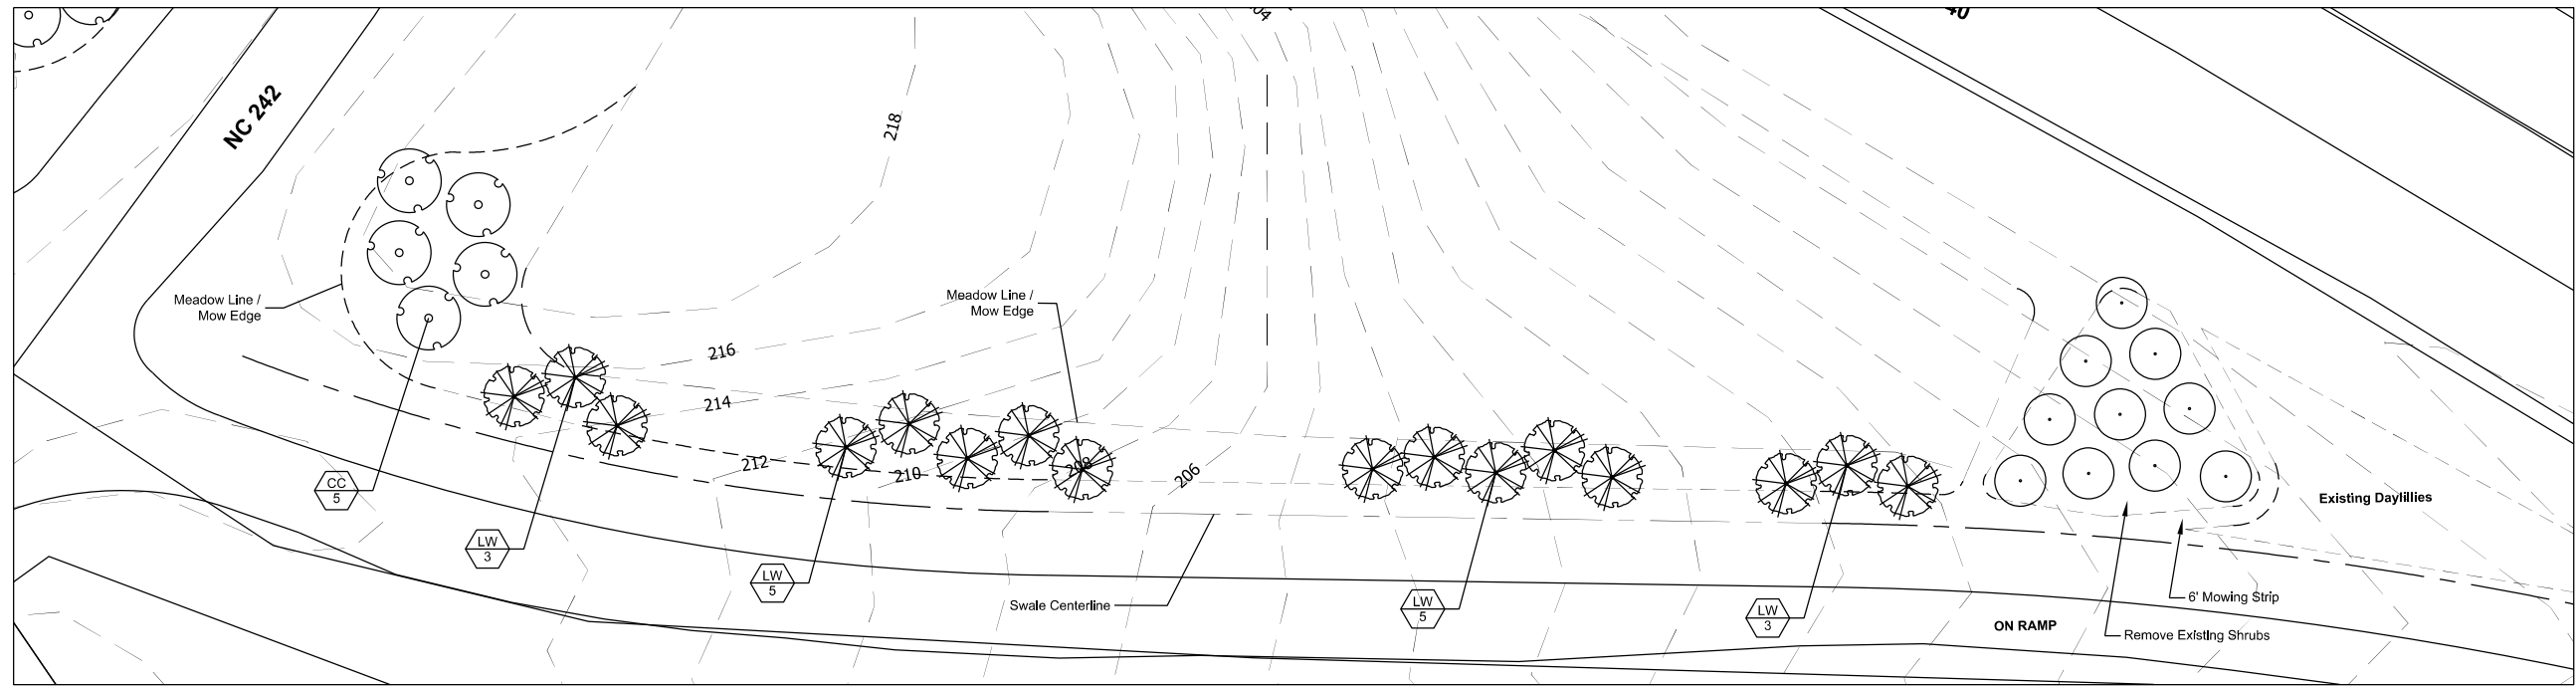 NC 242
218
Meadow Line /
Mow Edge
Meadow Line /
Mow Edge
216
214
212
210
208
206
CC
5
LW
3
LW
5
LW
5
LW
3
Swale Centerline
Existing Daylillies
6' Mowing Strip
ON RAMP
Remove Existing Shrubs
40